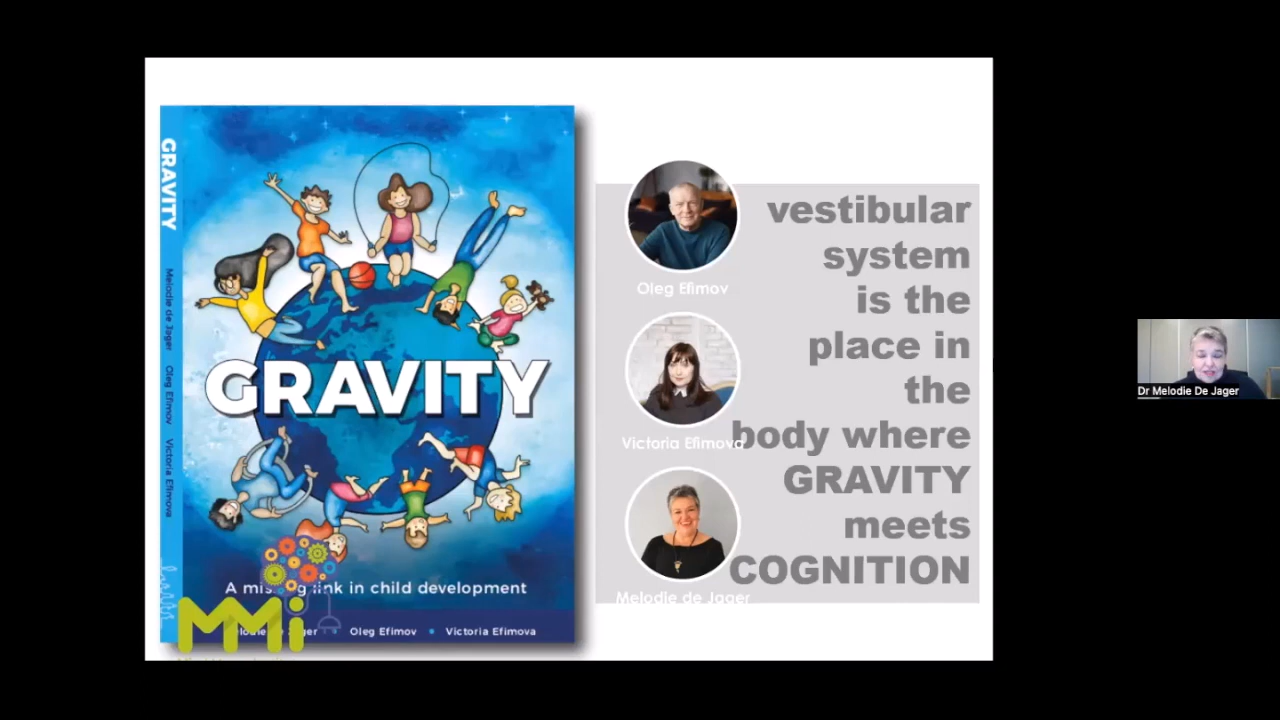 GRAVITY
Melodie de Jager Oleg Efimov Victoria Efimova
GRAVITY
A missing link in child development
MMi
Oleg Efimov • Victoria Efimova
Oleg Efimov
Victoria Efimova
Melodie de Jager
vestibular
system
is the
place in
the
body where
GRAVITY
meets
COGNITION
Dr Melodie De Jager